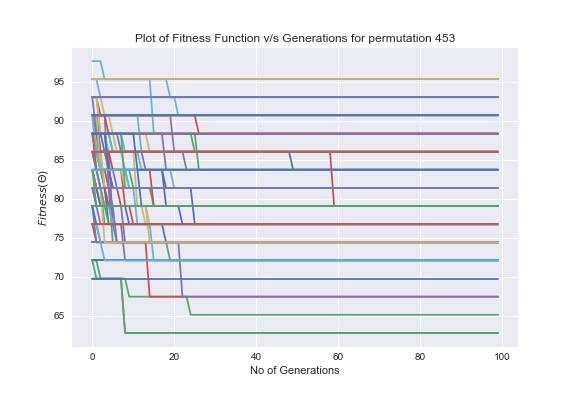 Plot of Fitness Function v/s Generations for permutation 453
Fitness(Θ)
95
90
85
80
75
70
65
0 20 40 60 80 100
No of Generations